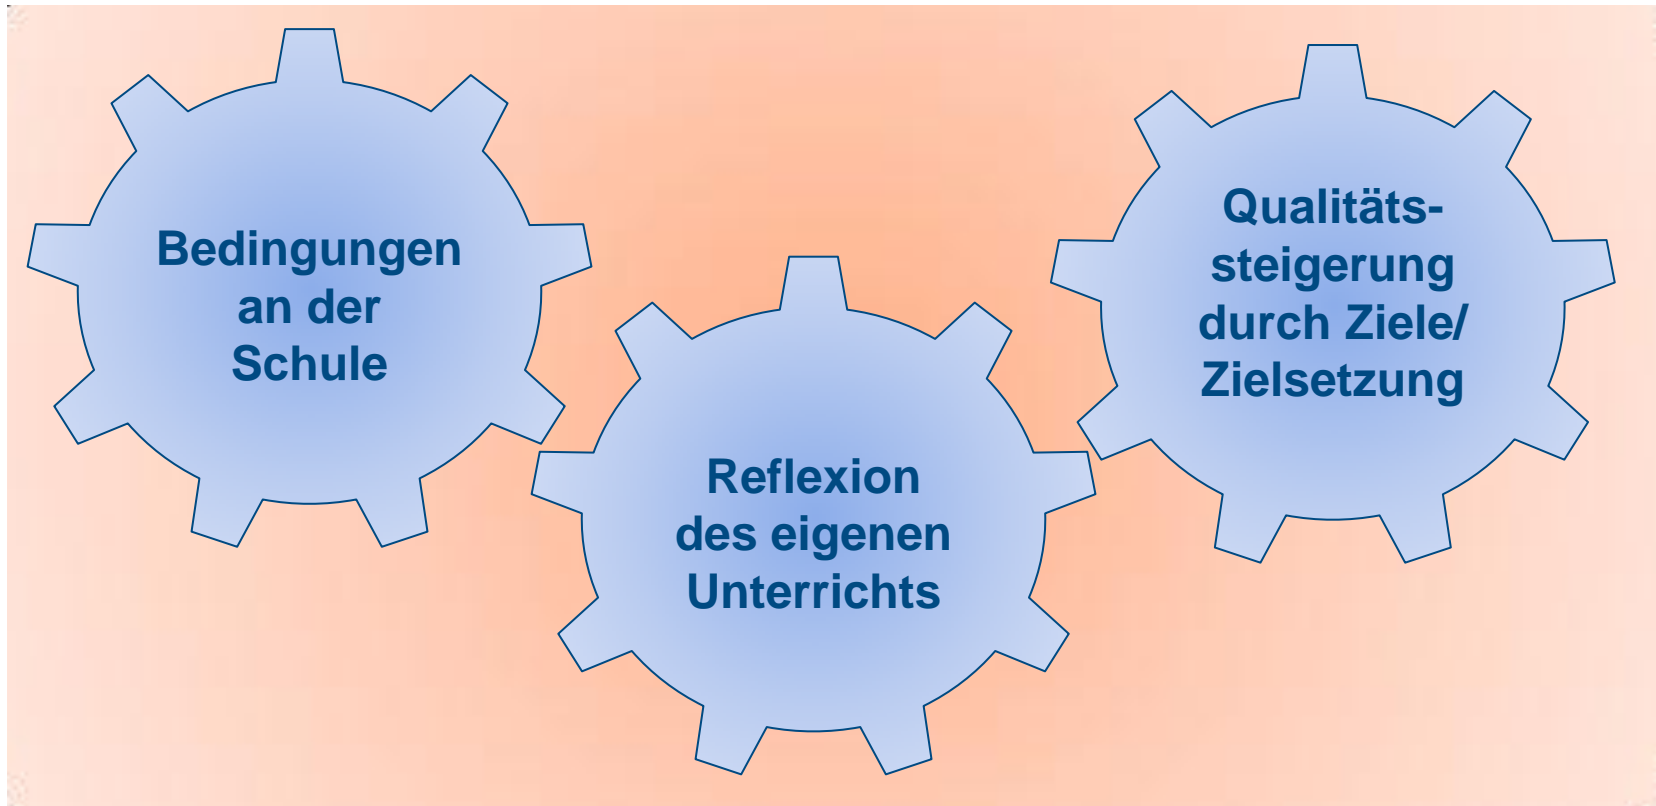 Bedingungen
an der
Schule
Reflexion
des eigenen
Unterrichts
Qualitäts-
steigerung
durch Ziele/
Zielsetzung